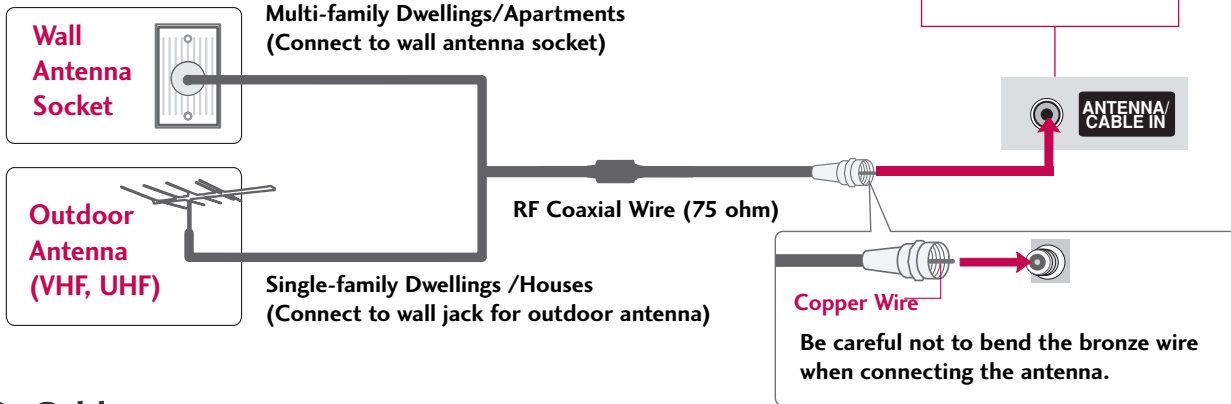 Multi-family Dwellings/Apartments
(Connect to wall antenna socket)
Wall
Antenna
Socket
ANTENNA/
CABLE IN
Outdoor
Antenna
(VHF, UHF)
RF Coaxial Wire (75 ohm)
Single-family Dwellings /Houses
(Connect to wall jack for outdoor antenna)
Copper Wire
Be careful not to bend the bronze wire
when connecting the antenna.